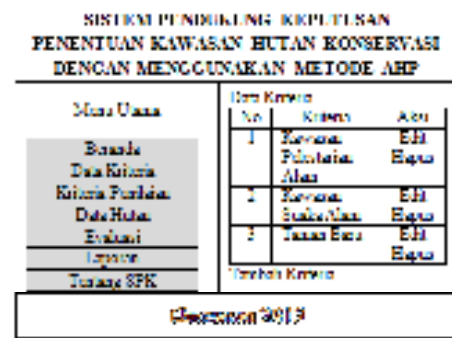 SISTEM PENDUKUNG KEPUTUSAN
PENENTUAN KAWASAN HUTAN KONSERVASI
DENGAN MENGGUNAKAN METODE AHP
Menu Utama
Beranda
Data Kriteria
Kriteria Penilaian
Data Hutan
Evaluasi
Laporan
Tentang SPK
Data Kriteria
No Kriteria Aksi
1 Kawasan Edit
Pelestarian Hapus
Alam
2 Kawasan Edit
Suaka Alam Hapus
3 Taman Buru Edit
Hapus
Tambah Kriteria